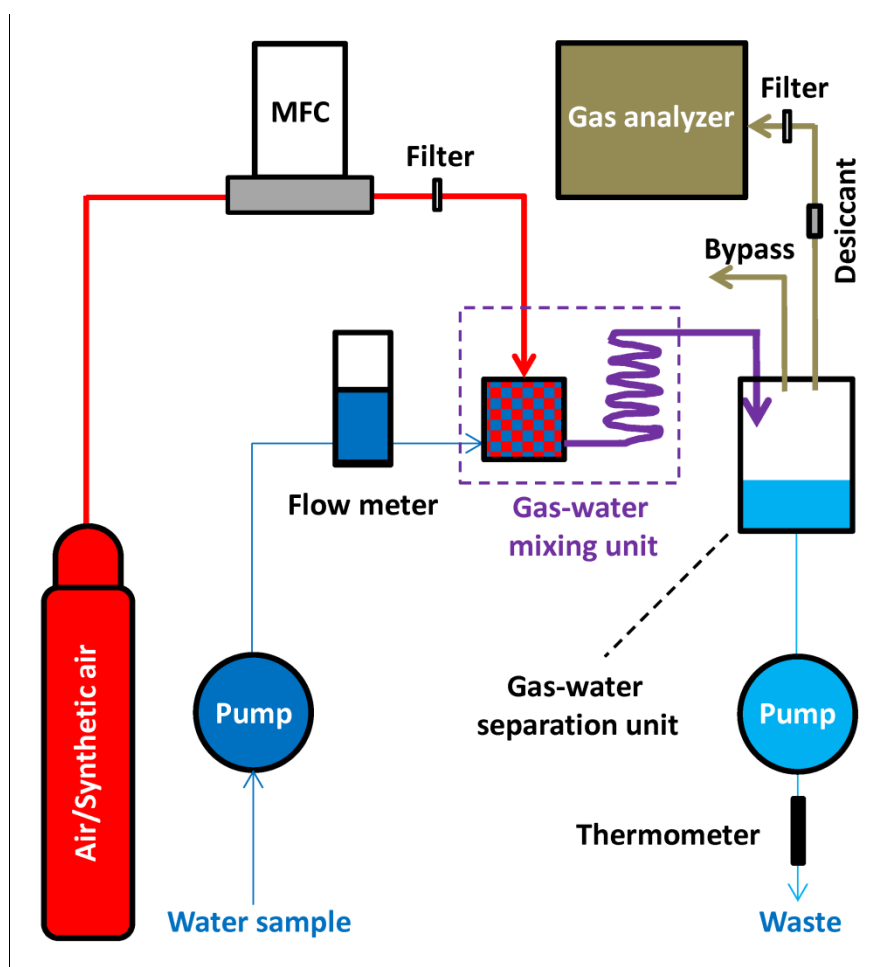 MFC
Filter
Gas analyzer
Filter
Desiccant
Bypass
Flow meter
Gas-water
mixing unit
Air/Synthetic air
Pump
Gas-water
separation unit
Pump
Thermometer
Water sample
Waste